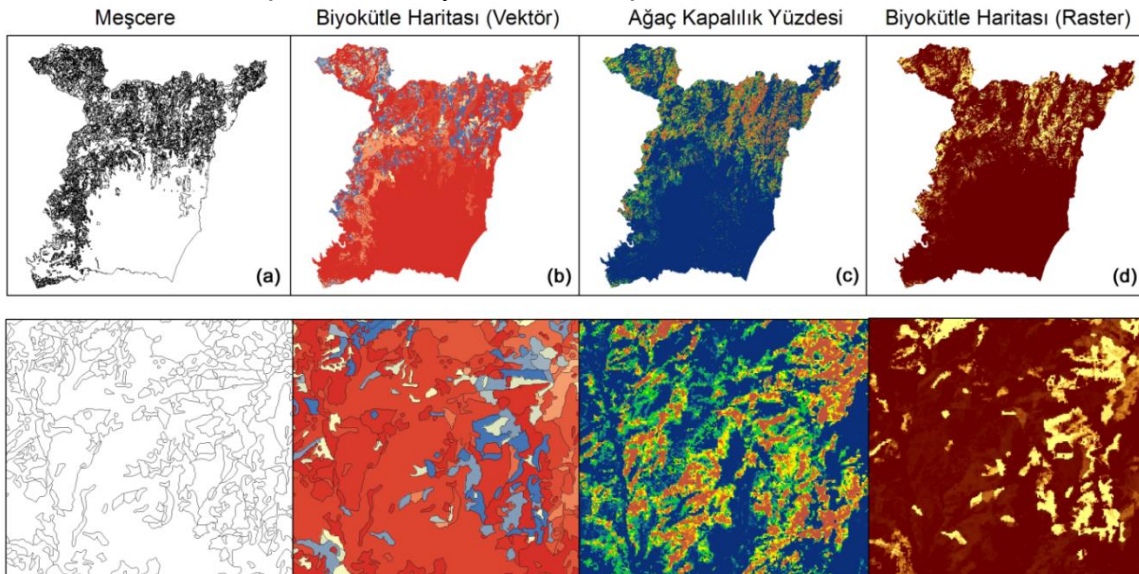 Meşcere
Biyokütle Haritası (Vektör)
Ağaç Kapalılık Yüzdesi
Biyokütle Haritası (Raster)
(a)
(b)
(c)
(d)